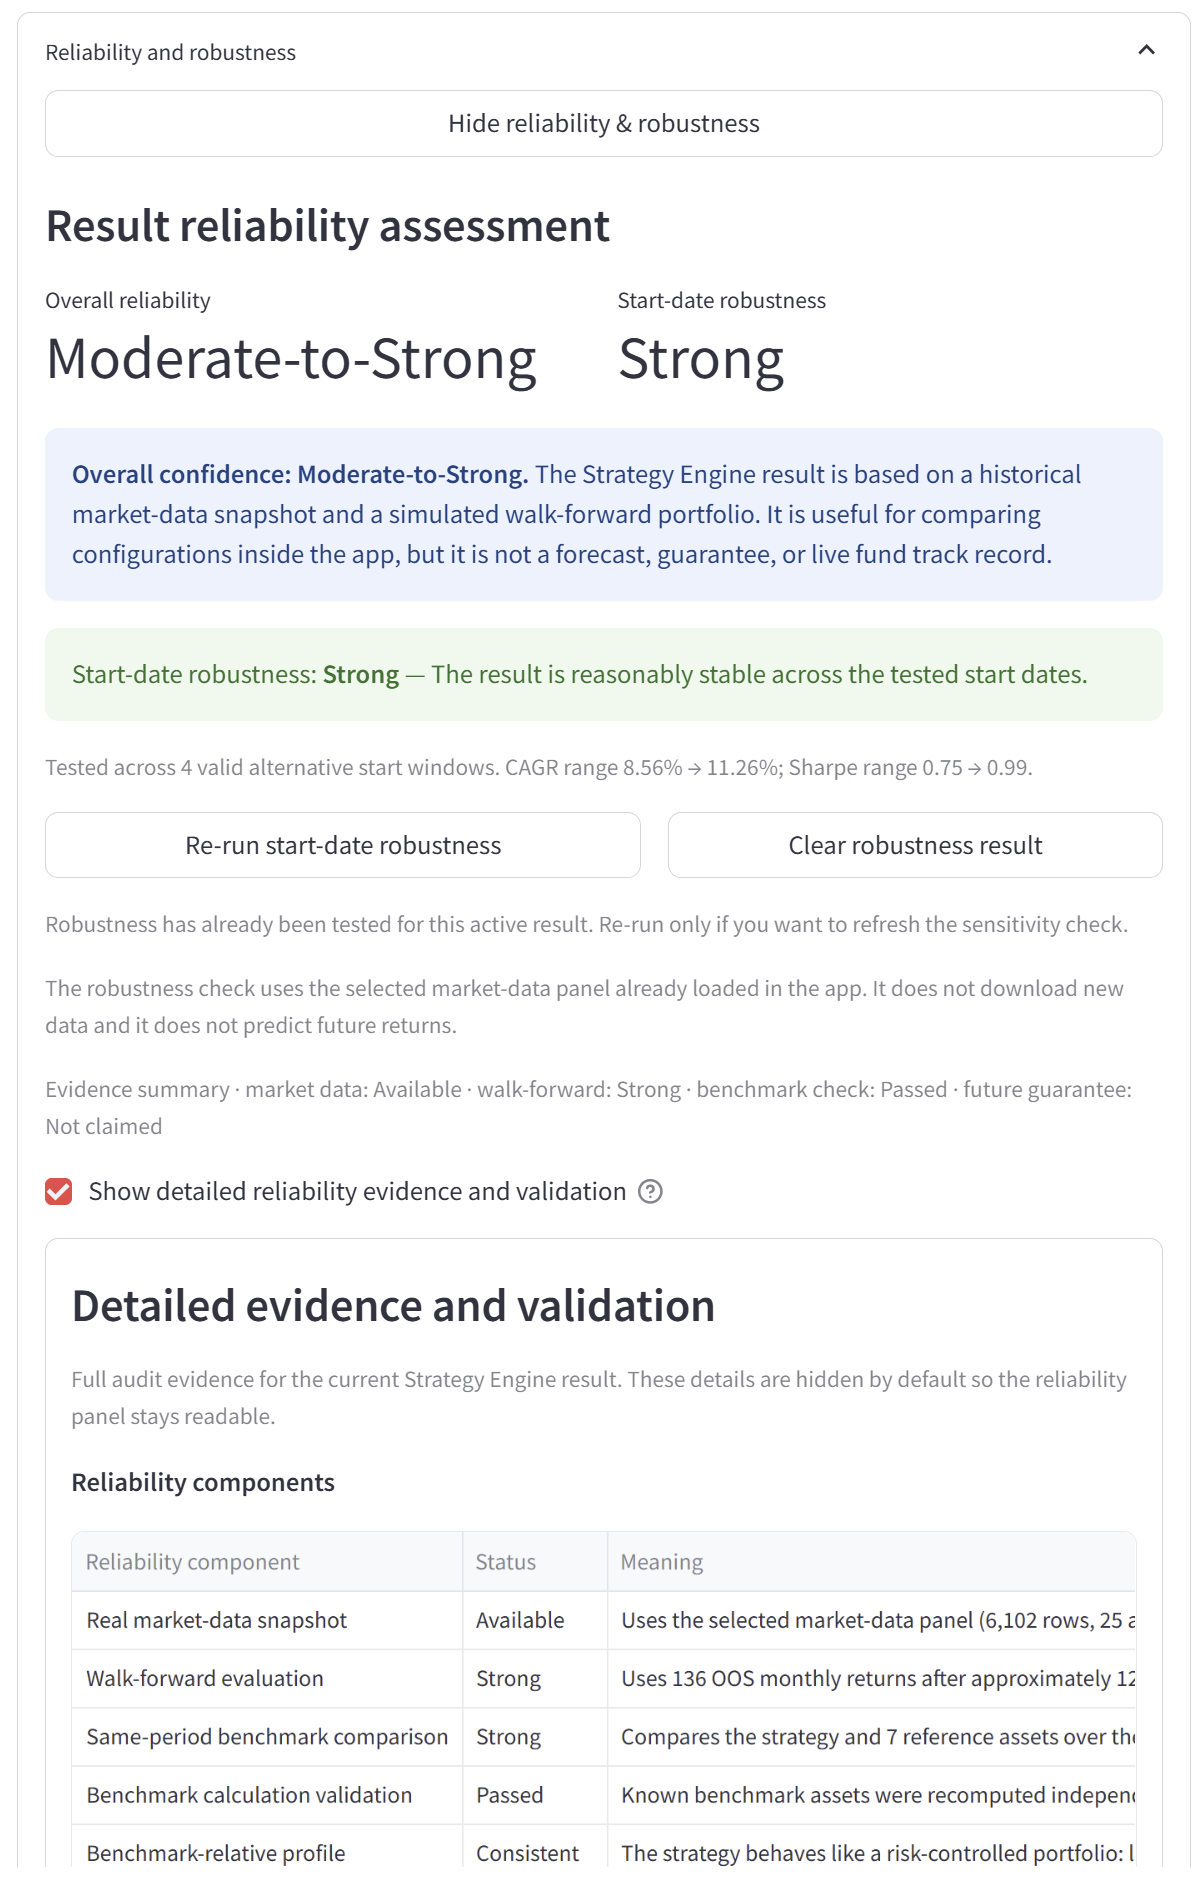 Reliability and robustness
Hide reliability & robustness
Result reliability assessment
Overall reliability
Start-date robustness
Moderate-to-Strong
Strong
Overall confidence: Moderate-to-Strong. The Strategy Engine result is based on a historical
market-data snapshot and a simulated walk-forward portfolio. It is useful for comparing
configurations inside the app, but it is not a forecast, guarantee, or live fund track record.
Start-date robustness: Strong — The result is reasonably stable across the tested start dates.
Tested across 4 valid alternative start windows. CAGR range 8.56% → 11.26%; Sharpe range 0.75 → 0.99.
Re-run start-date robustness
Clear robustness result
Robustness has already been tested for this active result. Re-run only if you want to refresh the sensitivity check.
The robustness check uses the selected market-data panel already loaded in the app. It does not download new
data and it does not predict future returns.
Evidence summary · market data: Available · walk-forward: Strong · benchmark check: Passed · future guarantee:
Not claimed
Show detailed reliability evidence and validation
Detailed evidence and validation
Full audit evidence for the current Strategy Engine result. These details are hidden by default so the reliability
panel stays readable.
Reliability components
Reliability component Status Meaning
Real market-data snapshot Available Uses the selected market-data panel (6,102 rows, 25
Walk-forward evaluation Strong Uses 136 OOS monthly returns after approximately 12
Same-period benchmark comparison Strong Compares the strategy and 7 reference assets over
Benchmark calculation validation Passed Known benchmark assets were recomputed
Benchmark-relative profile Consistent The strategy behaves like a risk-controlled portfolio: